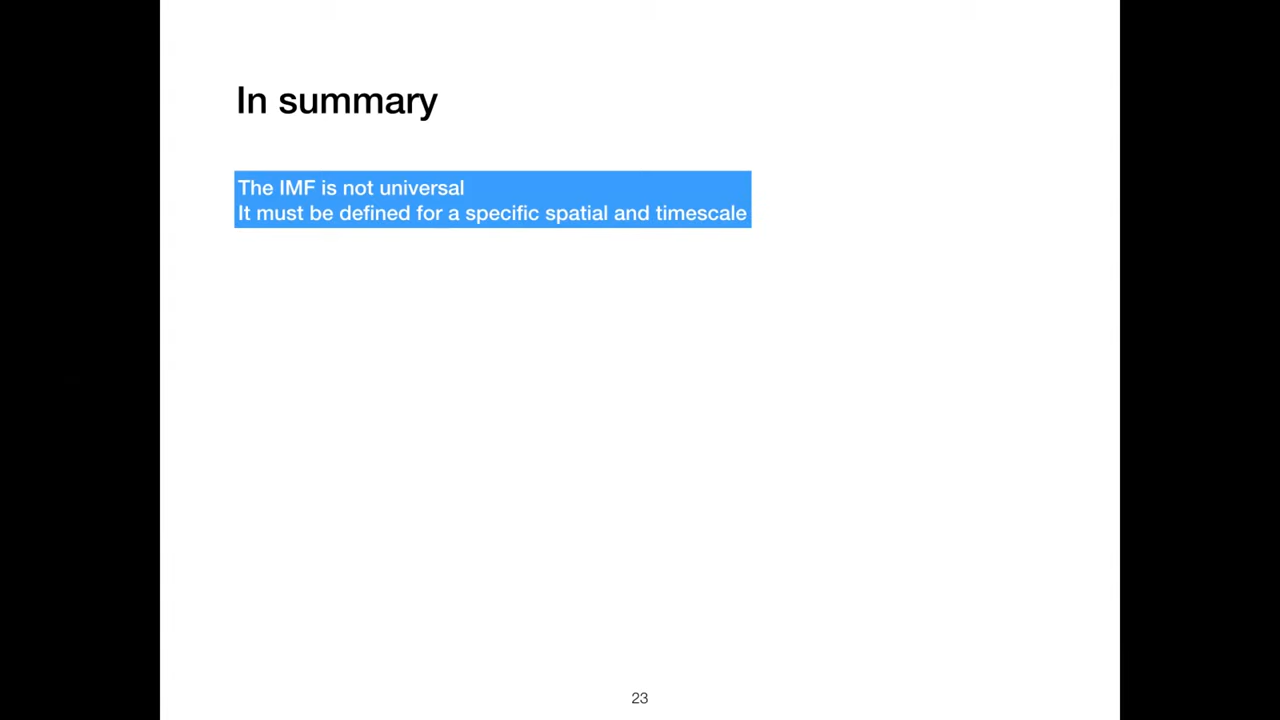 In summary
The IMF is not universal
It must be defined for a specific spatial and timescale
23